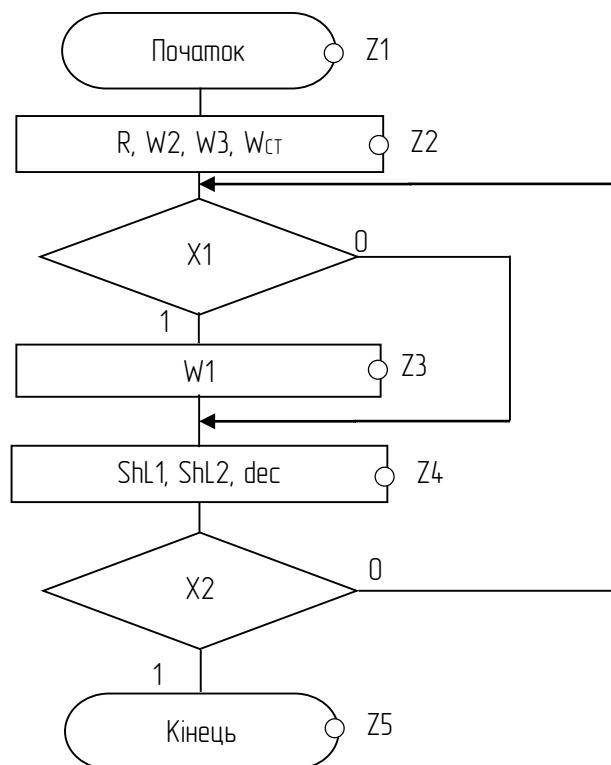 Початок Z1
R, W2, W3, WСТ Z2
X1 0
1
W1 Z3
ShL1, ShL2, dec Z4
X2 0
1
Кінець Z5